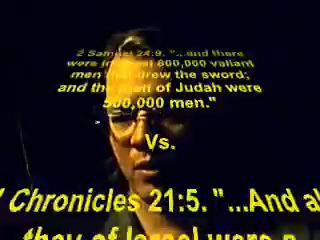 2 Samuel 24:9. "...and there
were in Israel 800,000 valiant
men that drew the sword;
and the men of Judah were
500,000 men."
Vs.
Chronicles 21:5. "...And al
they of Israel were